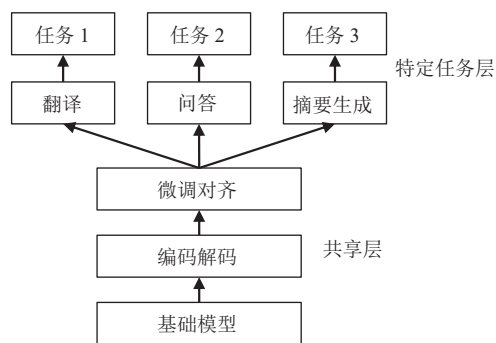 任务 1
任务 2
任务 3
特定任务层
翻译
问答
摘要生成
微调对齐
编码解码
共享层
基础模型